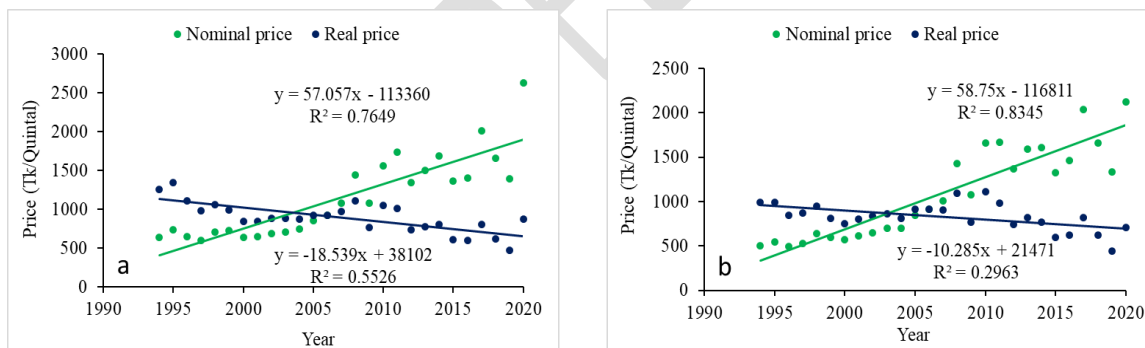 Nominal price Real price
3000
2500
2000
1500
1000
500
0
Price (Tk/Quintal)
y = 57.057x - 113360
R² = 0.7649
y = -18.539x + 38102
R² = 0.5526
a
1990 1995 2000 2005 2010 2015 2020
Year
Nominal price Real price
2500
2000
1500
1000
500
0
Price (Tk/Quintal)
y = 58.75x - 116811
R² = 0.8345
y = -10.285x + 21471
R² = 0.2963
b
1990 1995 2000 2005 2010 2015 2020
Year